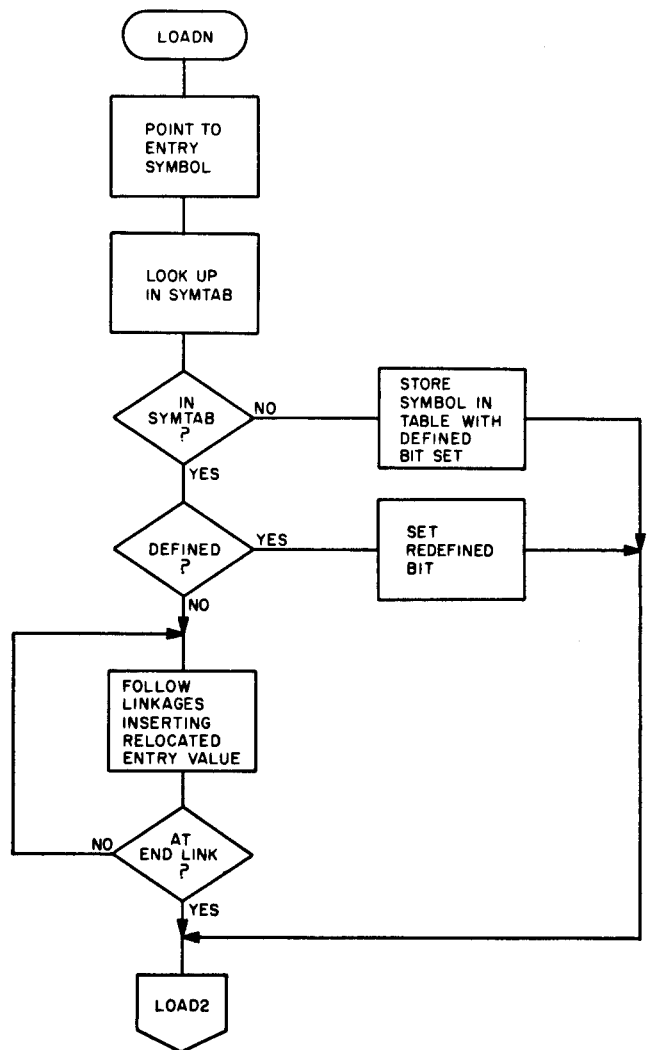 LOADN
POINT TO
ENTRY
SYMBOL
LOOK UP
IN SYMTAB
IN
SYMTAB
?
NO
STORE
SYMBOL IN
TABLE WITH
DEFINED
BIT SET
YES
DEFINED
?
YES
SET
REDEFINED
BIT
NO
FOLLOW
LINKAGES
INSERTING
RELOCATED
ENTRY VALUE
NO
AT
END LINK
?
YES
LOAD2